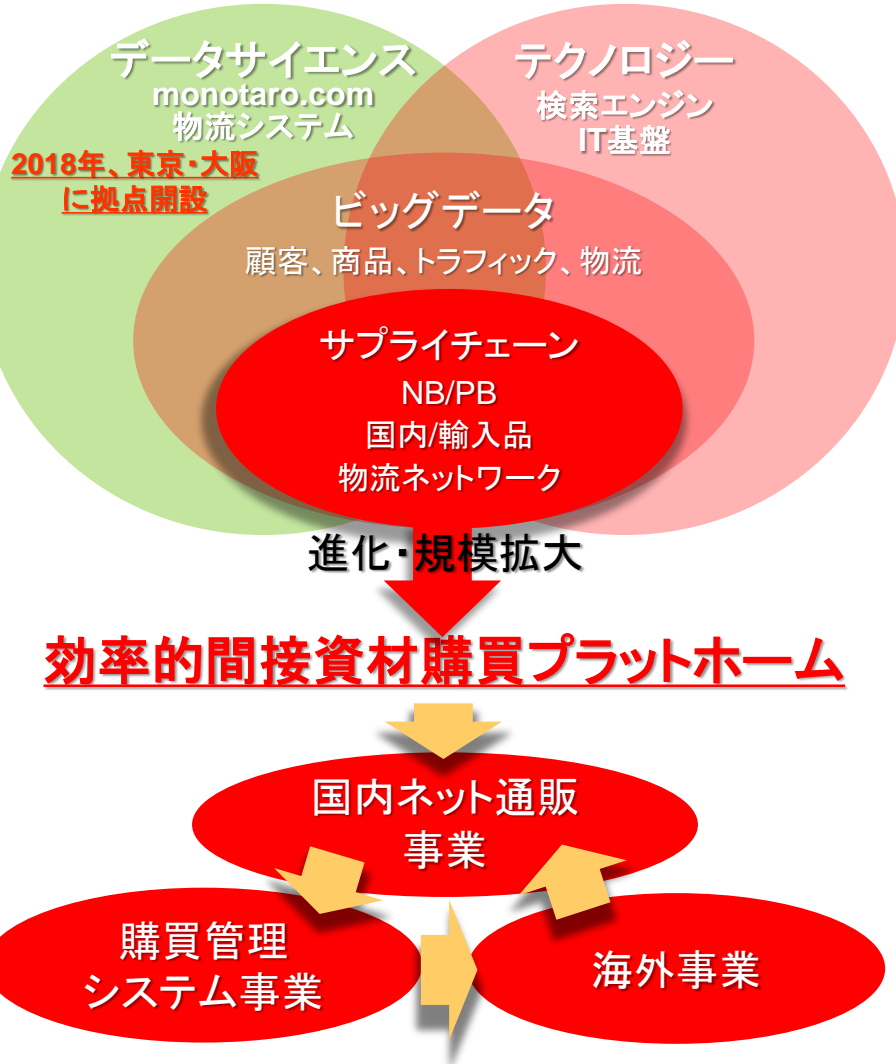 データサイエンス
monotaro.com
物流システム
2018年、東京・大阪
に拠点開設
テクノロジー
検索エンジン
IT基盤
ビッグデータ
顧客、商品、トラフィック、物流
サプライチェーン
NB/PB
国内/輸入品
物流ネットワーク
進化・規模拡大
効率的間接資材購買プラットホーム
国内ネット通販
事業
購買管理
システム事業
海外事業